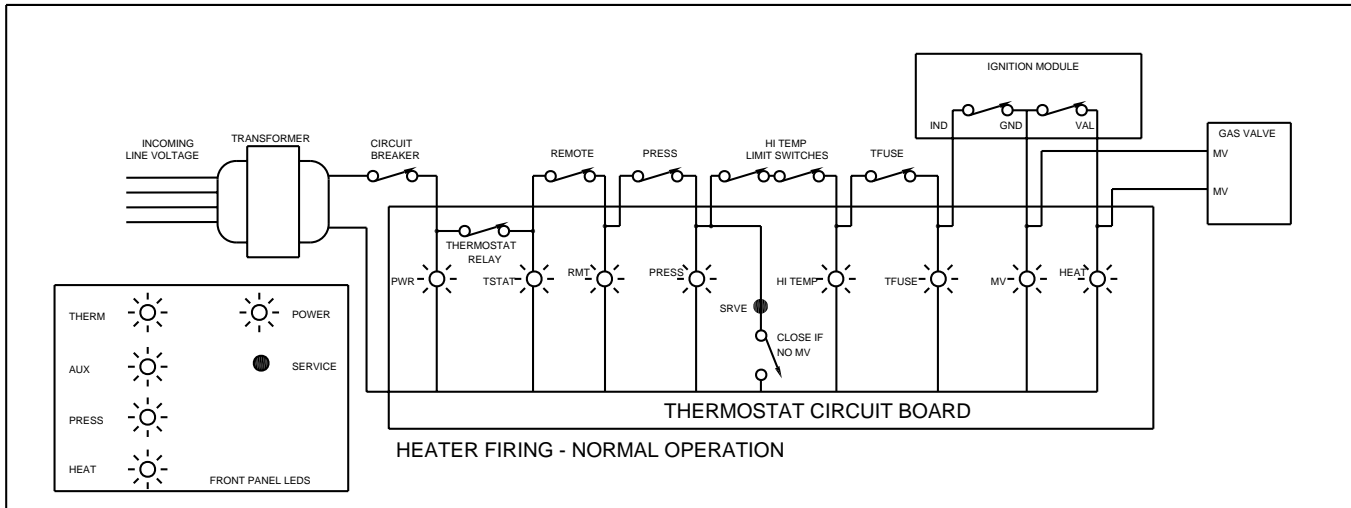 IGNITION MODULE
IND
GND
VAL
GAS VALVE
MV
MV
INCOMING
LINE VOLTAGE
TRANSFORMER
CIRCUIT
BREAKER
REMOTE
PRESS
HI TEMP
LIMIT SWITCHES
TFUSE
THERMOSTAT
RELAY
PWR
TSTAT
RMT
PRESS
HI TEMP
TFUSE
MV
HEAT
SRVE
CLOSE IF
NO MV
THERMOSTAT CIRCUIT BOARD
HEATER FIRING - NORMAL OPERATION
THERM
POWER
AUX
SERVICE
PRESS
HEAT
FRONT PANEL LEDS